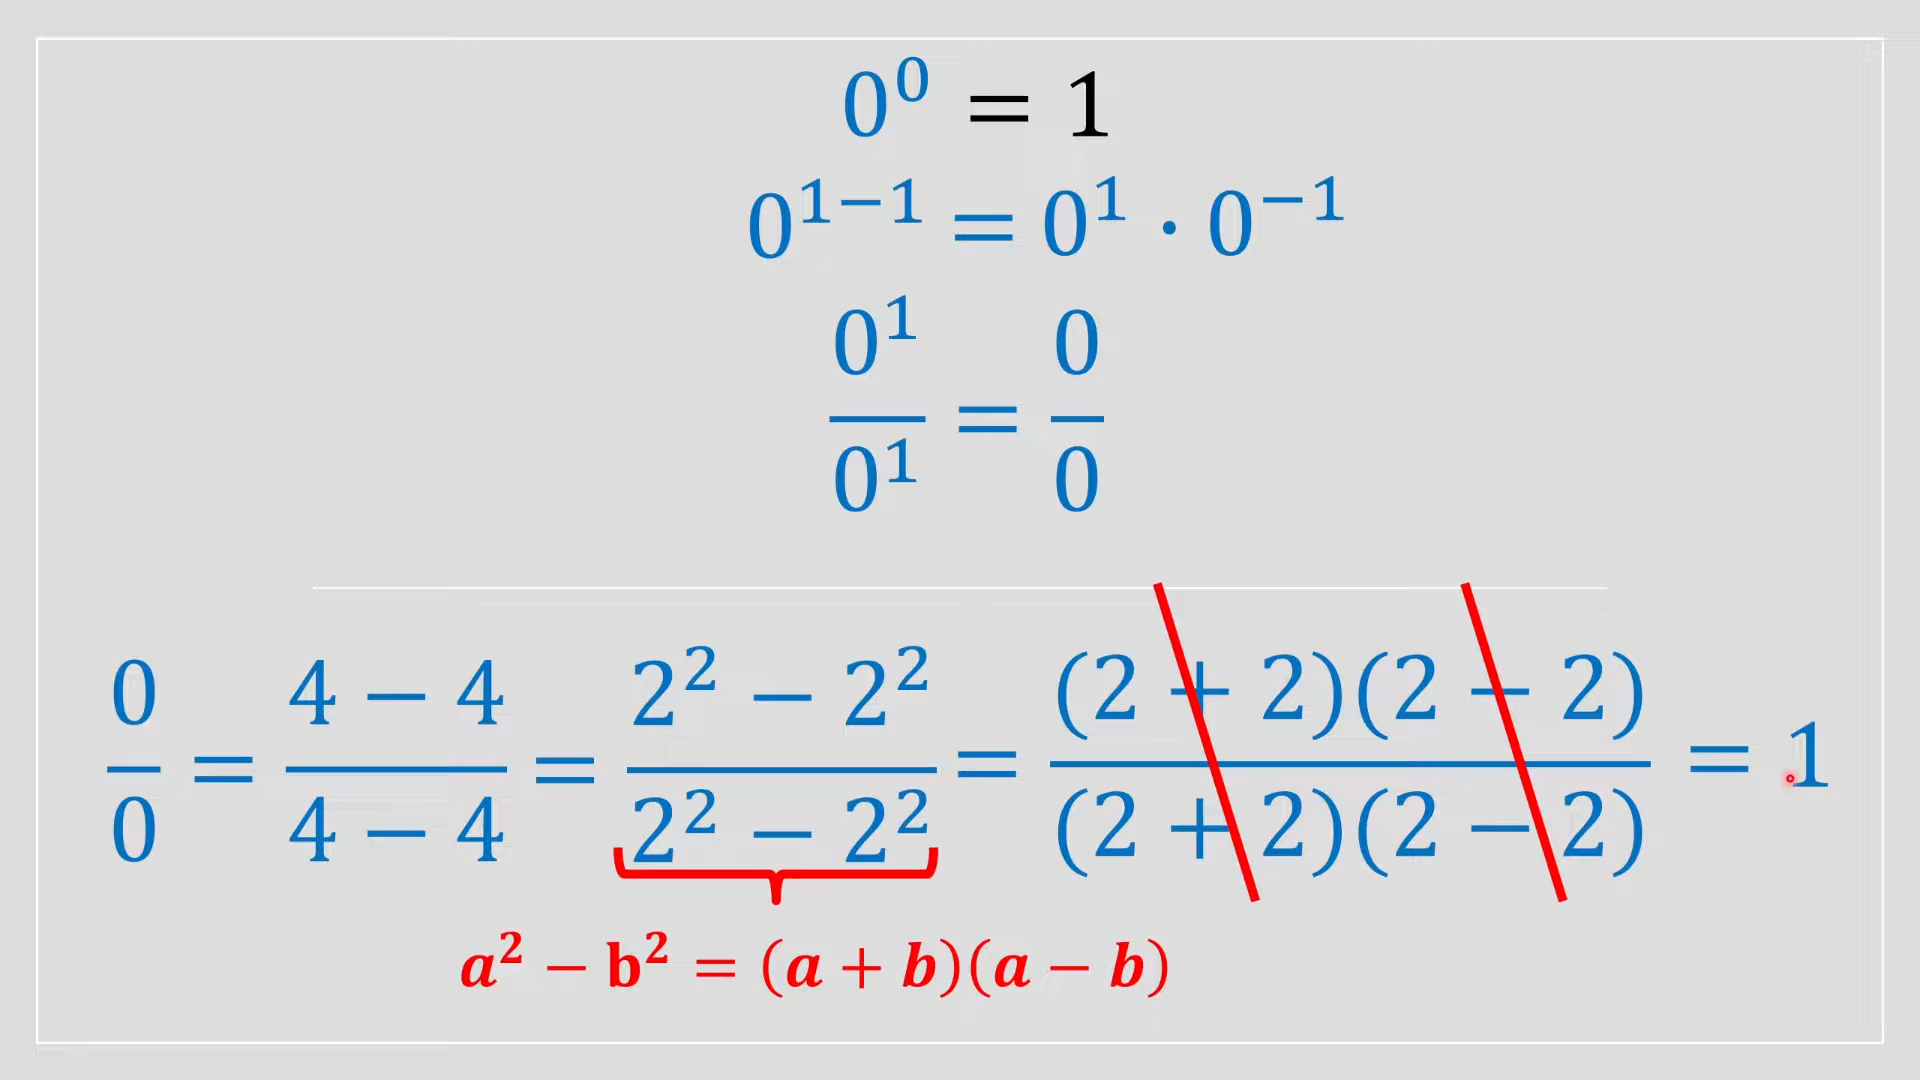 0⁰ = 1
0¹⁻¹ = 0¹ · 0⁻¹
0¹/0¹ = 0/0
0/0 = (4 − 4)/(4 − 4) = (2² − 2²)/(2² − 2²) = (2 + 2)(2 − 2)/(2 + 2)(2 − 2) = 1
a² − b² = (a + b)(a − b)